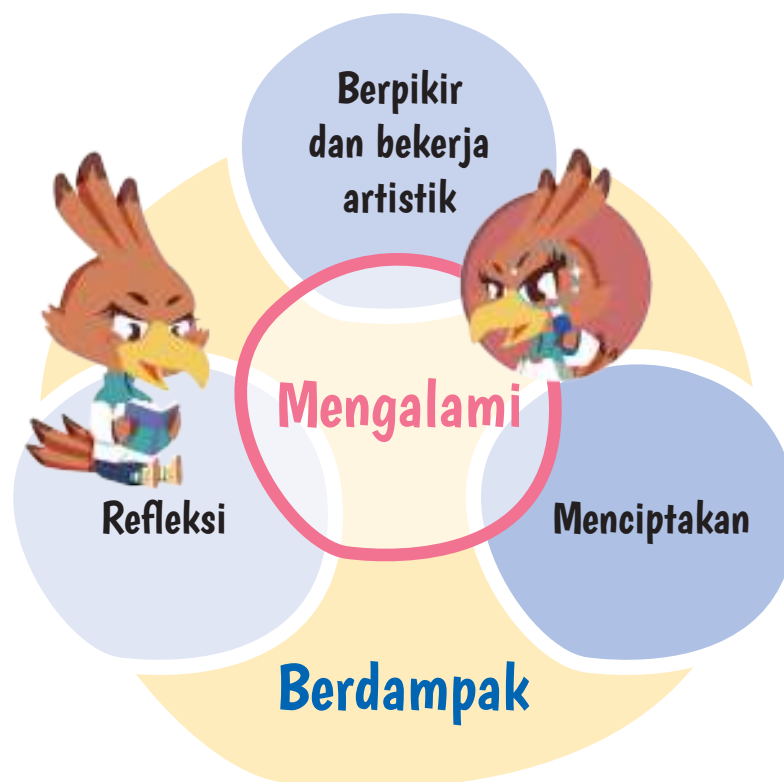 Berpikir
dan bekerja
artistik
Mengalami
Refleksi
Menciptakan
Berdampak